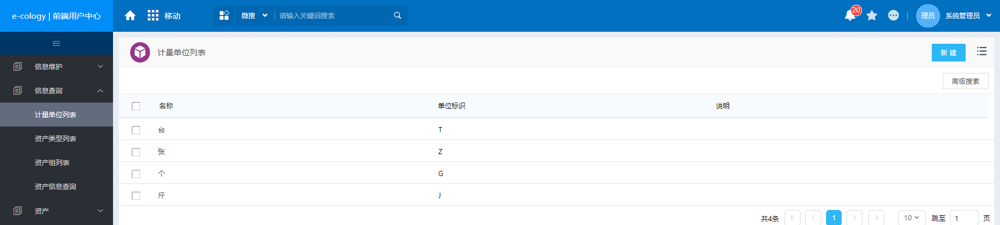 e-cology | 前端用户中心
移动
微搜
请输入关键词搜索
20
理员
系统管理员
信息维护
信息查询
计量单位列表
资产类型列表
资产组列表
资产信息查询
资产
计量单位列表
新 建
高级搜索
名称 单位标识 说明
台 T
张 Z
个 G
斤 J
共4条 1 10 跳至 1 页